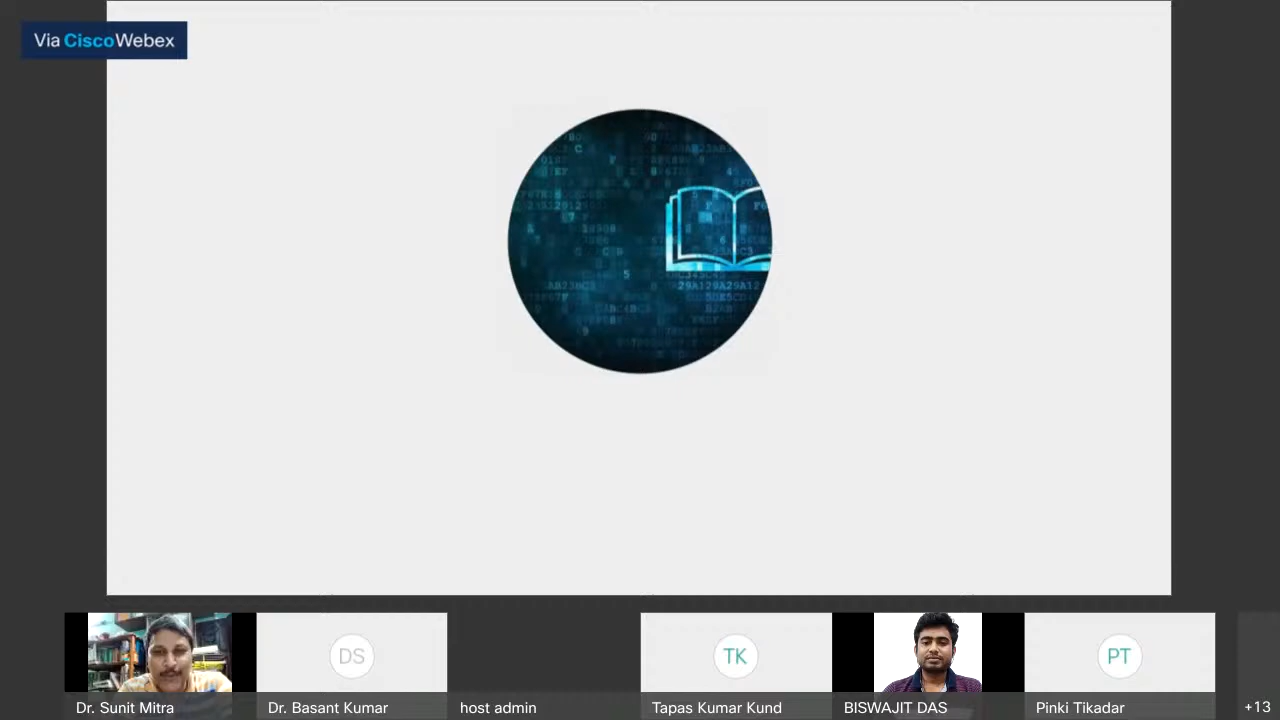 Via CiscoWebex
DS
TK
PT
Dr. Sunit Mitra
Dr. Basant Kumar
host admin
Tapas Kumar Kund
BISWAJIT DAS
Pinki Tikadar
+13